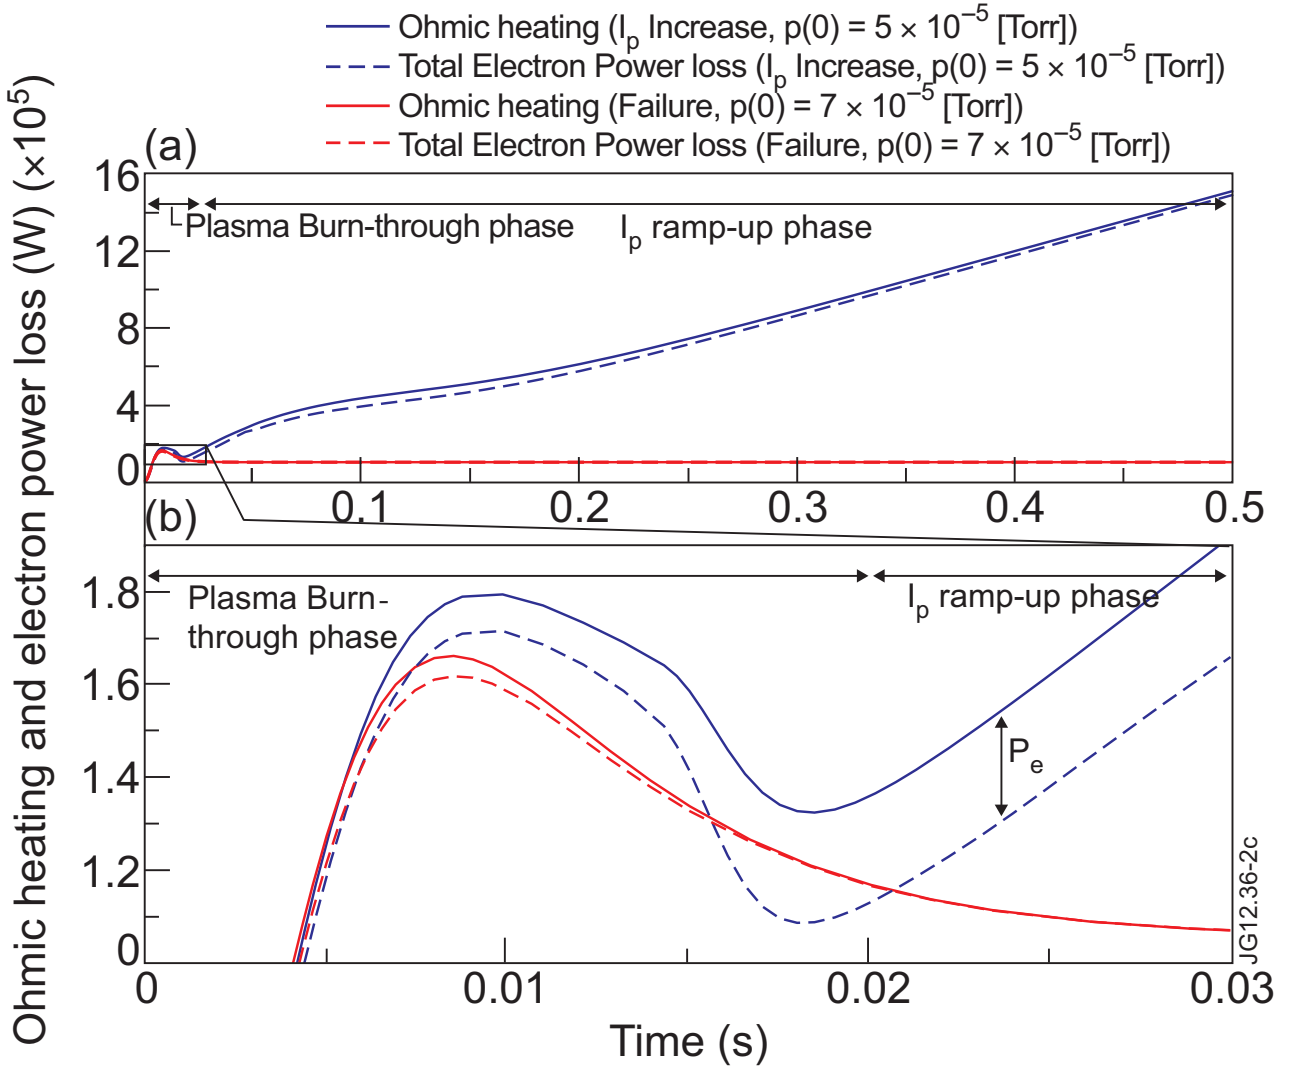 Ohmic heating (Iₚ Increase, p(0) = 5 × 10⁻⁵ [Torr])
Total Electron Power loss (Iₚ Increase, p(0) = 5 × 10⁻⁵ [Torr])
Ohmic heating (Failure, p(0) = 7 × 10⁻⁵ [Torr])
Total Electron Power loss (Failure, p(0) = 7 × 10⁻⁵ [Torr])
Ohmic heating and electron power loss (W) (×10⁵)
(a)
16
Plasma Burn-through phase
Iₚ ramp-up phase
12
8
4
0
0.1
0.2
0.3
0.4
0.5
(b)
Plasma Burn-
through phase
Iₚ ramp-up phase
1.8
1.6
Pₑ
1.4
1.2
0
0
0.01
0.02
0.03
Time (s)
JG12.36-2c